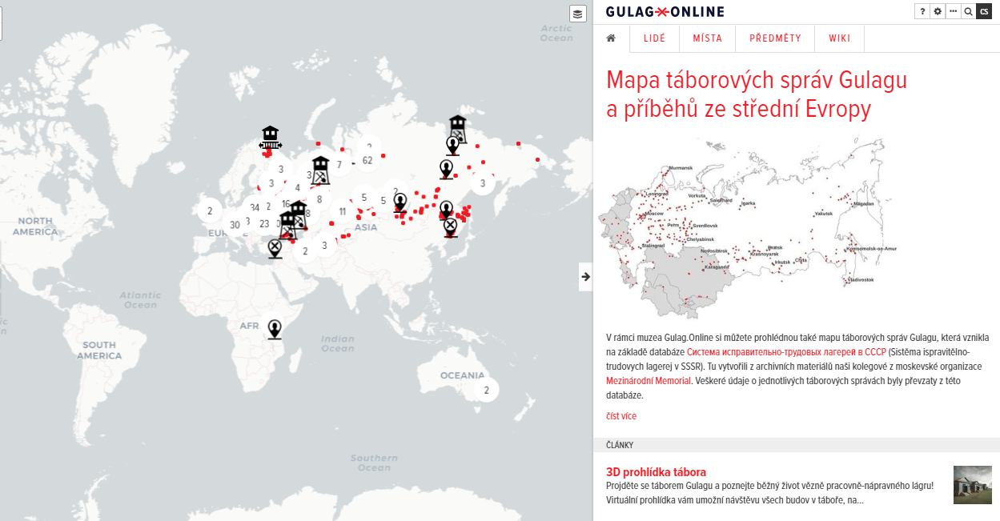 GULAG ONLINE
?
CS
LIDÉ
MÍSTA
PŘEDMĚTY
WIKI
Mapa táborových správ Gulagu
a příběhů ze střední Evropy
Murmansk
Leningrad
Vorkuta
Salekhard
Igarka
Moscow
Magadan
Yakutsk
Perm
Sverdlovsk
Chelyabinsk
Stalingrad
Novosibirsk
Bratsk
Krasnoyarsk
Komsomolsk-on-Amur
Irkutsk
Chita
Karaganda
Vladivostok
V rámci muzea Gulag.Online si můžete prohlédnou také mapu táborových správ Gulagu, která vznikla
na základě databáze Система исправительно-трудовых лагерей в СССР (Sistěma ispravitělno-
trudovych lagerej v SSSR). Tu vytvořili z archivních materiálů naši kolegové z moskevské organizace
Mezinárodní Memorial. Veškeré údaje o jednotlivých táborových správách byly převzaty z této
databáze.
číst více
ČLÁNKY
3D prohlídka tábora
Projděte se táborem Gulagu a poznejte běžný život vězně pracovně-nápravného lágru!
Virtuální prohlídka vám umožní návštěvu všech budov v táboře, na...
Arctic
Ocean
62
7
3
3
3
4
3
2
5
5
8
16
2
34
2
11
30
23
3
2
NORTH
AMERICA
ASIA
Atlantic
Ocean
Indian
Ocean
SOUTH
AMERICA
OCEANIA
2
Southern
Ocean